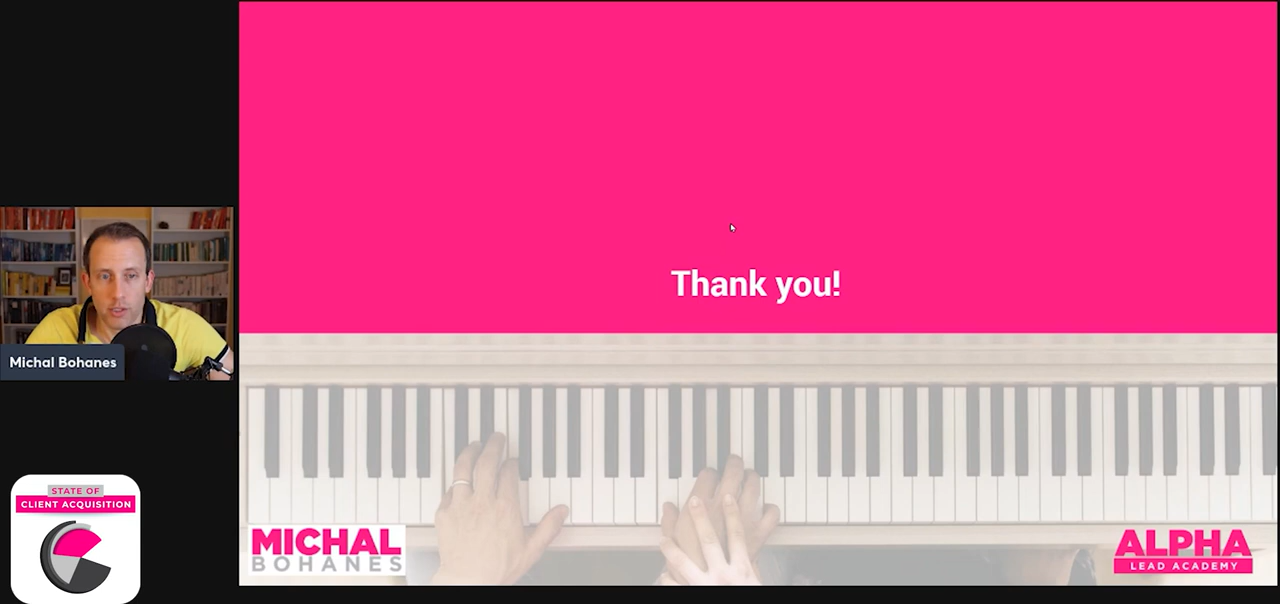 Thank you!
Michal Bohanes
STATE OF
CLIENT ACQUISITION
MICHAL
BOHANES
ALPHA
LEAD ACADEMY